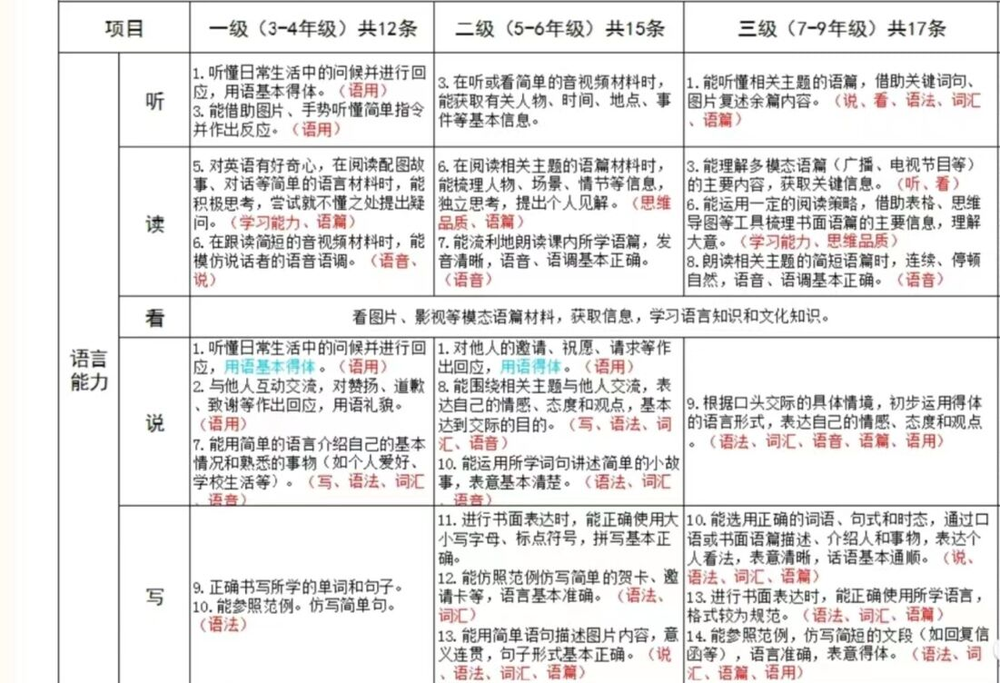 项目
一级（3-4年级）共12条
二级（5-6年级）共15条
三级（7-9年级）共17条
语言
能力
听
1.听懂日常生活中的问候并进行回
应，用语基本得体。（语用）
3.能借助图片、手势听懂简单指令
并作出反应。（语用）
3.在听或看简单的音视频材料时，
能获取有关人物、时间、地点、事
件等基本信息。
1.能听懂相关主题的语篇，借助关键词句、
图片复述余篇内容。（说、看、语法、词汇
、语篇）
读
5.对英语有好奇心，在阅读配图故
事、对话等简单的语言材料时，能
积极思考，尝试就不懂之处提出疑
问。（学习能力、语篇）
6.在跟读简短的音视频材料时，能
模仿说话者的语音语调。（语音、
说）
6.在阅读相关主题的语篇材料时，
能梳理人物、场景、情节等信息，
独立思考，提出个人见解。（思维
品质、语篇）
7.能流利地朗读课内所学语篇，发
音清晰，语音、语调基本正确。
（语音）
3.能理解多模态语篇（广播、电视节目等）
的主要内容，获取关键信息。（听、看）
6.能运用一定的阅读策略，借助表格、思维
导图等工具梳理书面语篇的主要信息，理解
大意。（学习能力、思维品质）
8.朗读相关主题的简短语篇时，连续、停顿
自然，语音、语调基本正确。（语音）
看
看图片、影视等模态语篇材料，获取信息，学习语言知识和文化知识。
说
1.听懂日常生活中的问候并进行回
应，用语基本得体。（语用）
2.与他人互动交流，对赞扬、道歉
、致谢等作出回应，用语礼貌。
（语用）
7.能用简单的语言介绍自己的基本
情况和熟悉的事物（如个人爱好、
学校生活等）。（写、语法、词汇
、语音）
1.对他人的邀请、祝愿、请求等作
出回应，用语得体。（语用）
8.能围绕相关主题与他人交流，表
达自己的情感、态度和观点，基本
达到交际的目的。（写、语法、词
汇、语音）
10.能运用所学词句讲述简单的小故
事，表意基本清楚。（语法、词汇
、语音）
9.根据口头交际的具体情境，初步运用得体
的语言形式，表达自己的情感、态度和观点
。（语法、词汇、语音、语篇、语用）
写
9.正确书写所学的单词和句子。
10.能参照范例。仿写简单句。
（语法）
11.进行书面表达时，能正确使用大
小写字母、标点符号，拼写基本正
确。
12.能仿照范例仿写简单的贺卡、邀
请卡等，语言基本准确。（语法、
词汇）
13.能用简单语句描述图片内容，意
义连贯，句子形式基本正确。（说
、语法、词汇、语篇）
10.能选用正确的词语、句式和时态，通过口
语或书面语篇描述、介绍人和事物，表达个
人看法，表意清晰，话语基本通顺。（说、
语法、词汇、语篇）
13.进行书面表达时，能正确使用所学语言，
格式较为规范。（语法、词汇、语篇）
14.能参照范例，仿写简短的文段（如回复信
函等），语言准确，表意得体。（语法、词
汇、语篇、语用）